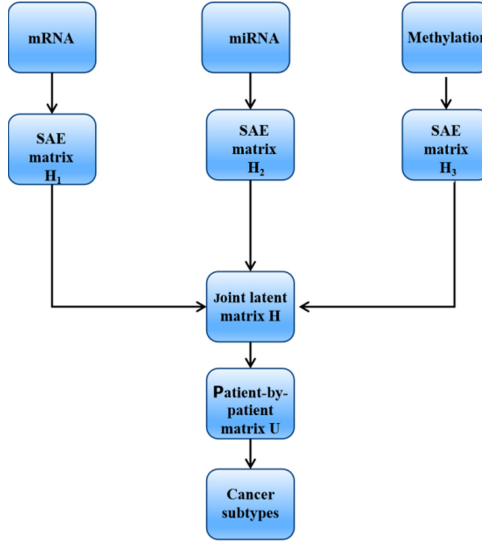 mRNA
miRNA
Methylation
SAE
matrix
H₁
SAE
matrix
H₂
SAE
matrix
H₃
Joint latent
matrix H
Patient-by-
patient
matrix U
Cancer
subtypes